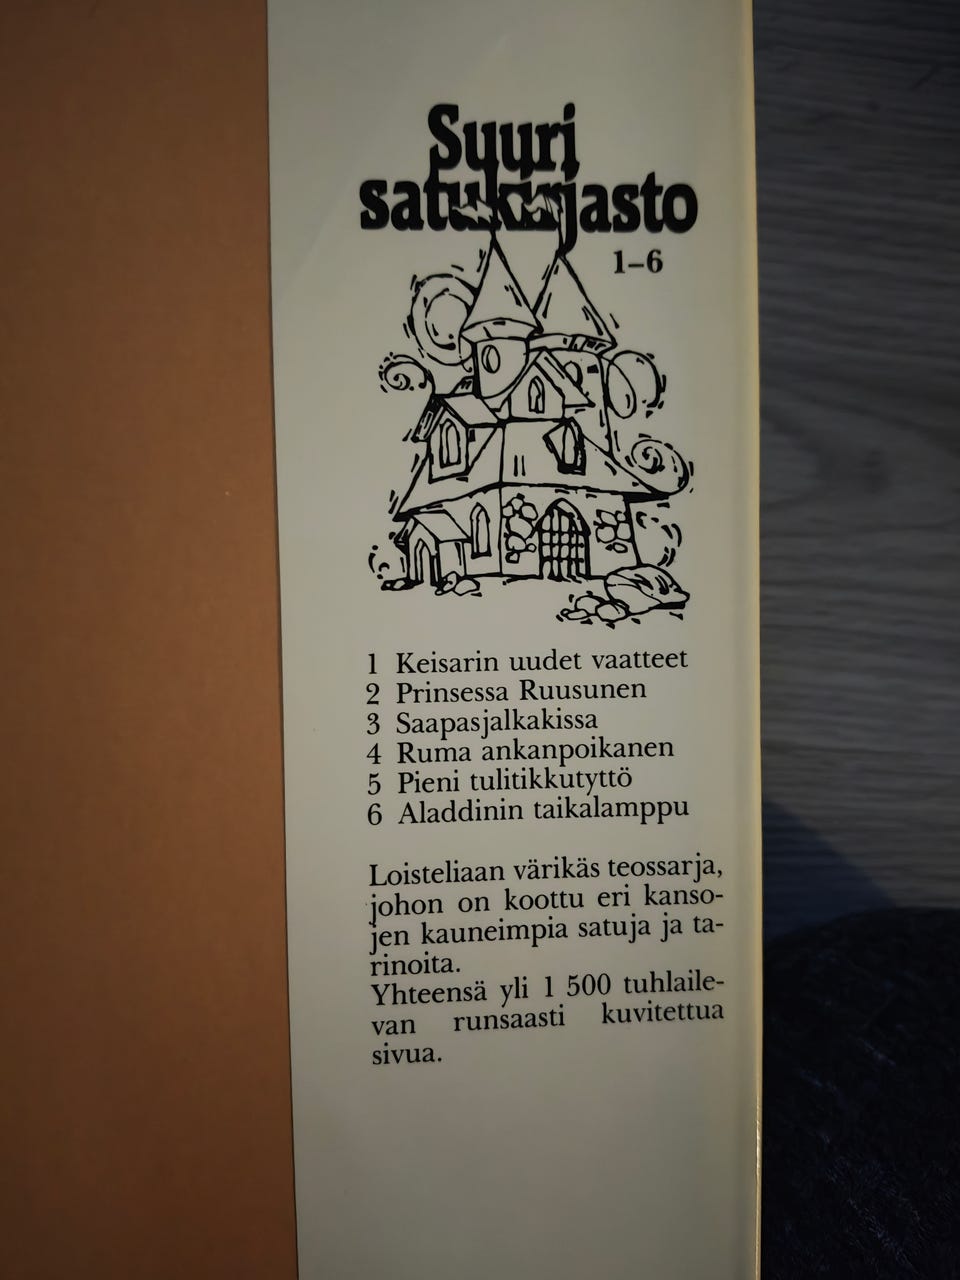 Suuri
satukirjasto
1–6
1 Keisarin uudet vaatteet
2 Prinsessa Ruusunen
3 Saapasjalkakissa
4 Ruma ankanpoikanen
5 Pieni tulitikkutyttö
6 Aladdinin taikalamppu
Loisteliaan värikäs teossarja,
johon on koottu eri kanso-
jen kauneimpia satuja ja ta-
rinoita.
Yhteensä yli 1 500 tuhlaile-
van runsaasti kuvitettua
sivua.